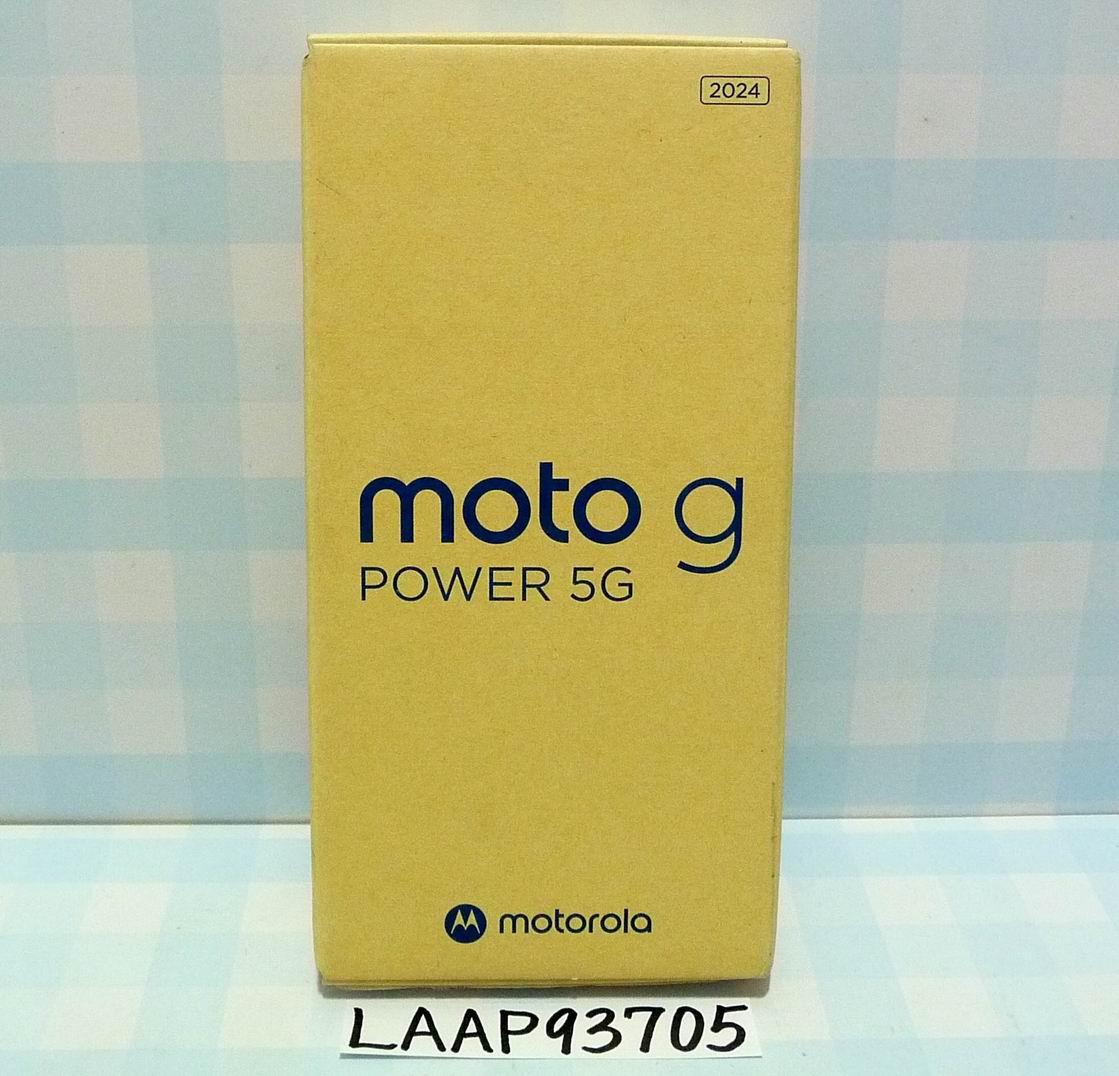 2024
moto g
POWER 5G
motorola
LAAP93705